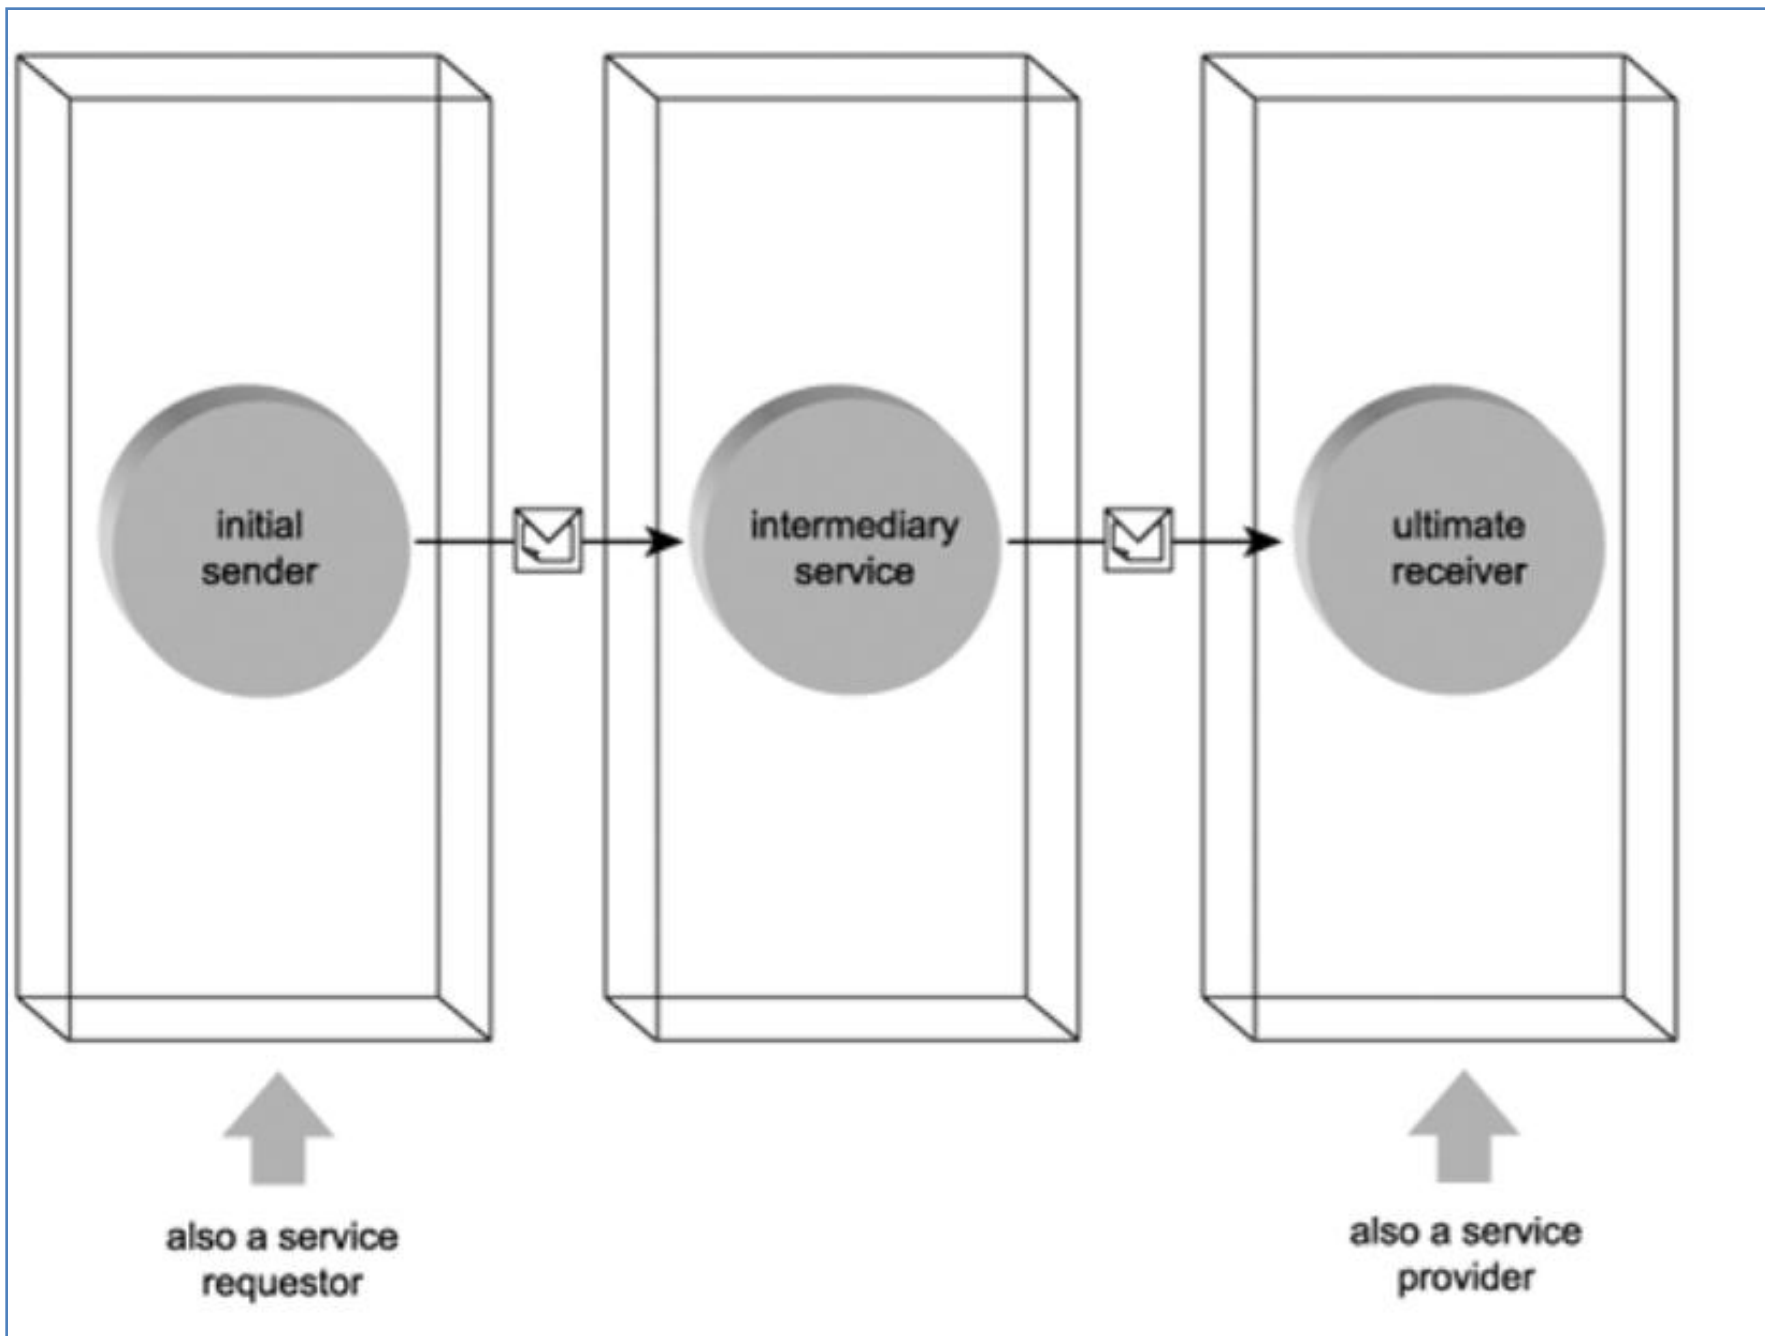 initial
sender
intermediary
service
ultimate
receiver
also a service
requestor
also a service
provider